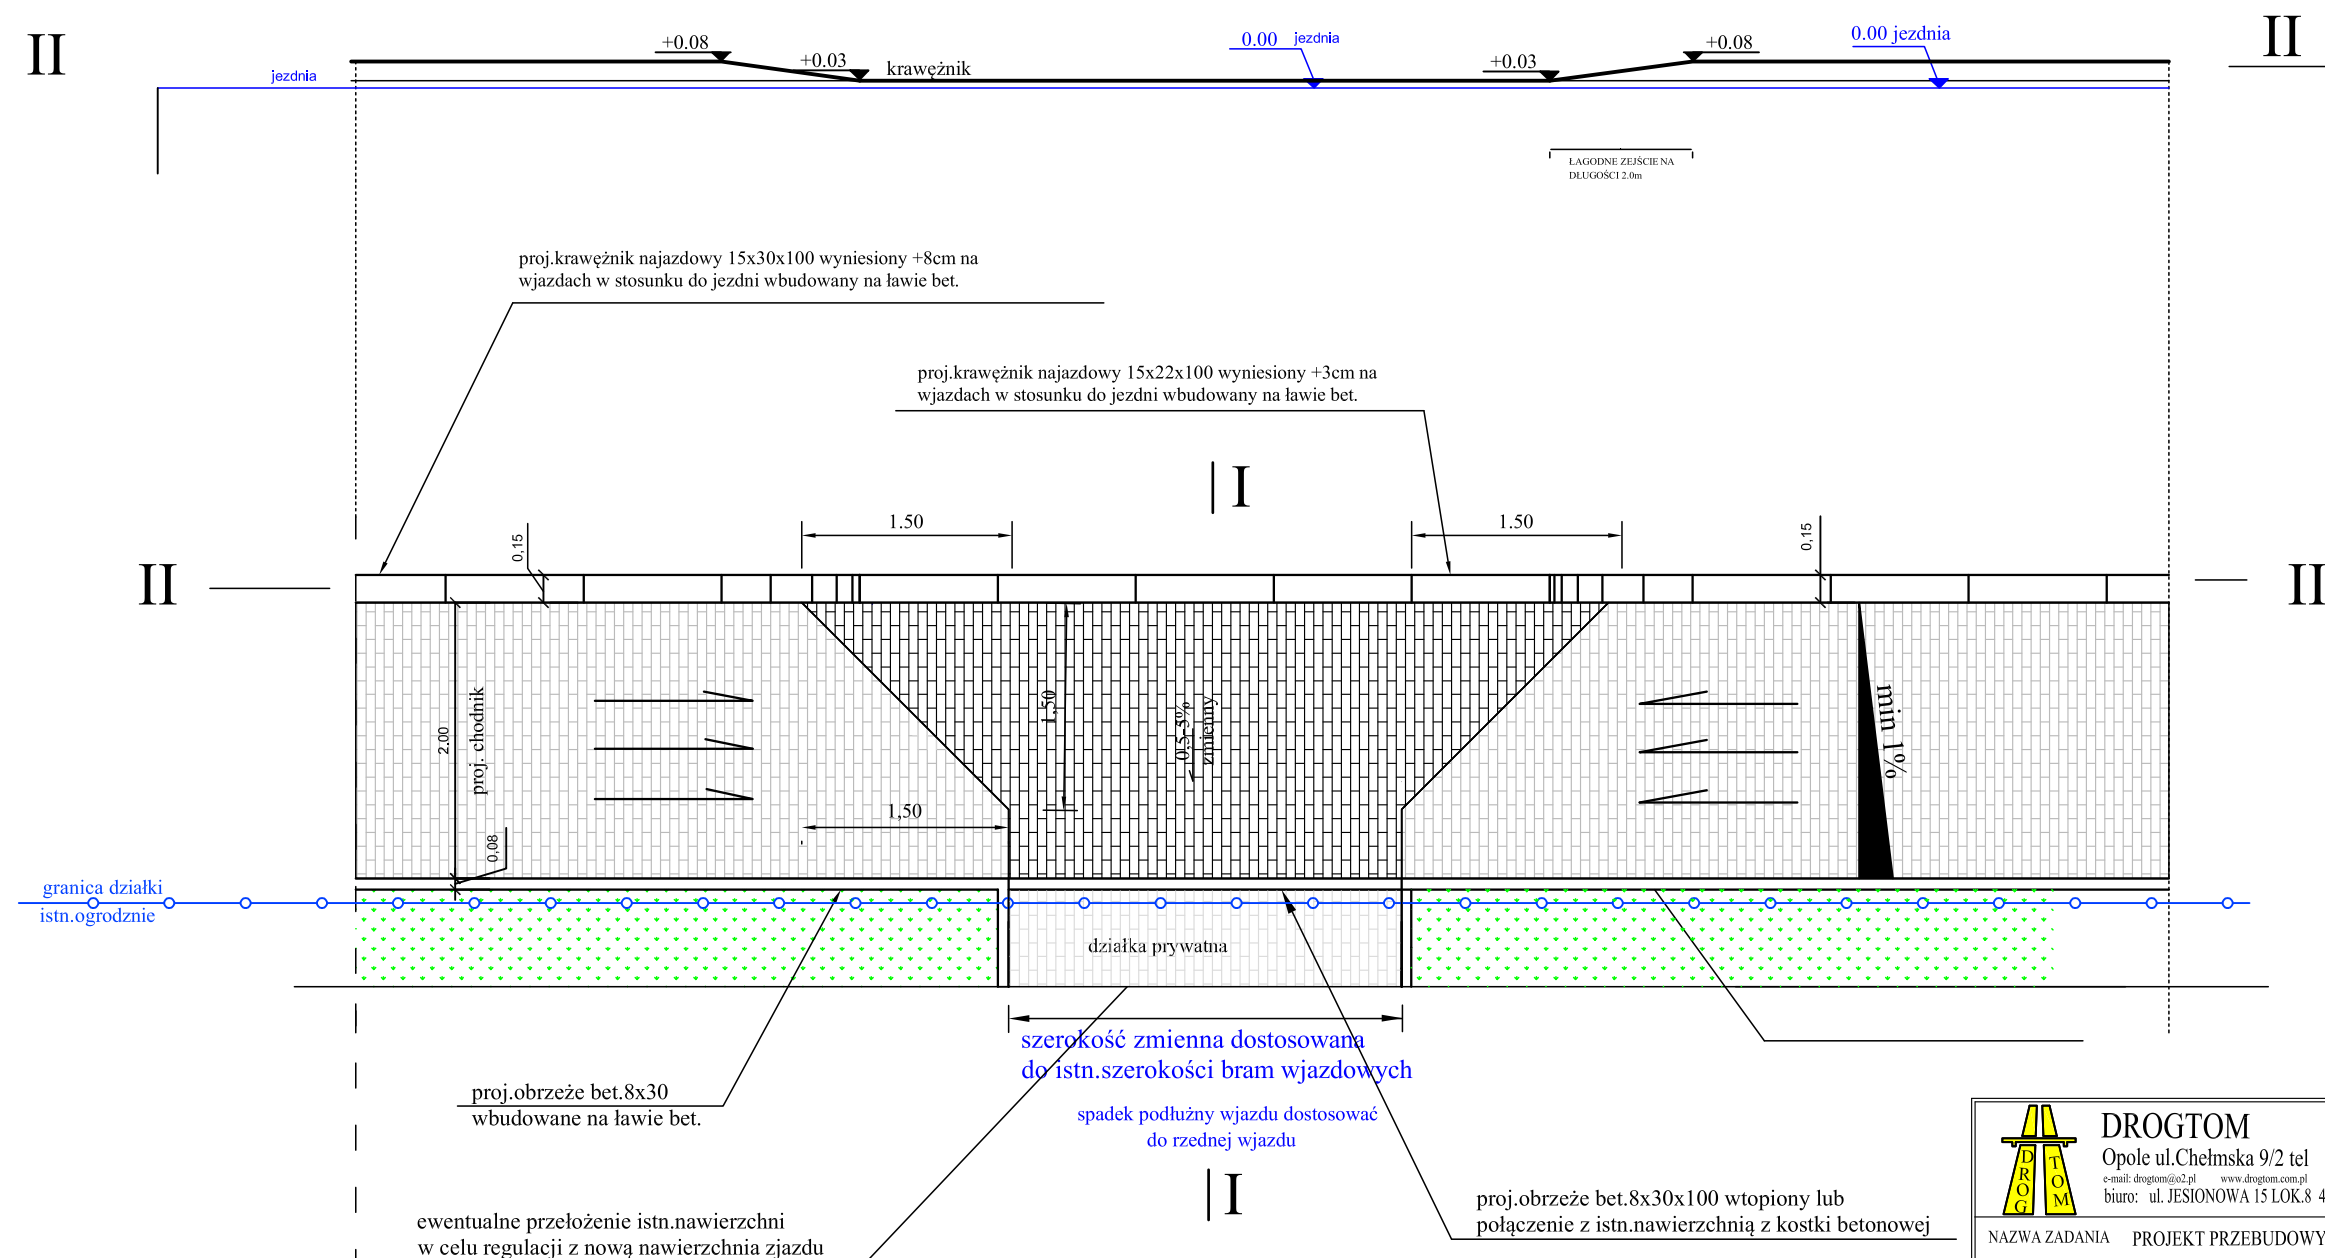 II
II
+0.08
+0.03
krawężnik
jezdnia
0.00 jezdnia
+0.03
+0.08
0.00 jezdnia
ŁAGODNE ZEJŚCIE NA
DŁUGOŚCI 2.0m
proj.krawężnik najazdowy 15x30x100 wyniesiony +8cm na
wjazdach w stosunku do jezdni wbudowany na ławie bet.
proj.krawężnik najazdowy 15x22x100 wyniesiony +3cm na
wjazdach w stosunku do jezdni wbudowany na ławie bet.
I
1.50
1.50
0,15
0,15
II
II
2.00
proj. chodnik
1,50
0,5-5%
zmienny
min 1%
1,50
0,08
granica działki
istn.ogrodznie
działka prywatna
szerokość zmienna dostosowana
do istn.szerokości bram wjazdowych
spadek podłużny wjazdu dostosować
do rzednej wjazdu
proj.obrzeże bet.8x30
wbudowane na ławie bet.
I
ewentualne przełożenie istn.nawierzchni
w celu regulacji z nową nawierzchnia zjazdu
proj.obrzeże bet.8x30x100 wtopiony lub
połączenie z istn.nawierzchnią z kostki betonowej
DROG
TOM
DROGTOM
Opole ul.Chełmska 9/2 tel
e-mail: drogtom@o2.pl www.drogtom.com.pl
biuro: ul. JESIONOWA 15 LOK.8 4
NAZWA ZADANIA PROJEKT PRZEBUDOWY